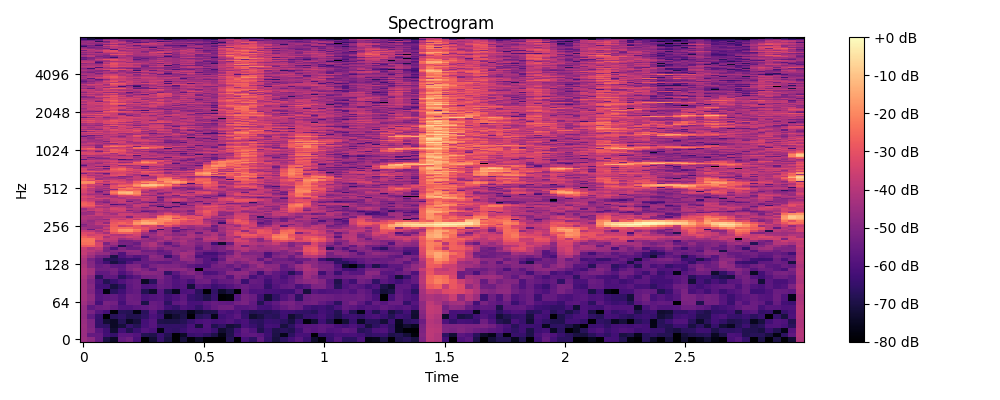 Spectrogram
Hz
4096
2048
1024
512
256
128
64
0
0
0.5
1
1.5
2
2.5
Time
+0 dB
-10 dB
-20 dB
-30 dB
-40 dB
-50 dB
-60 dB
-70 dB
-80 dB